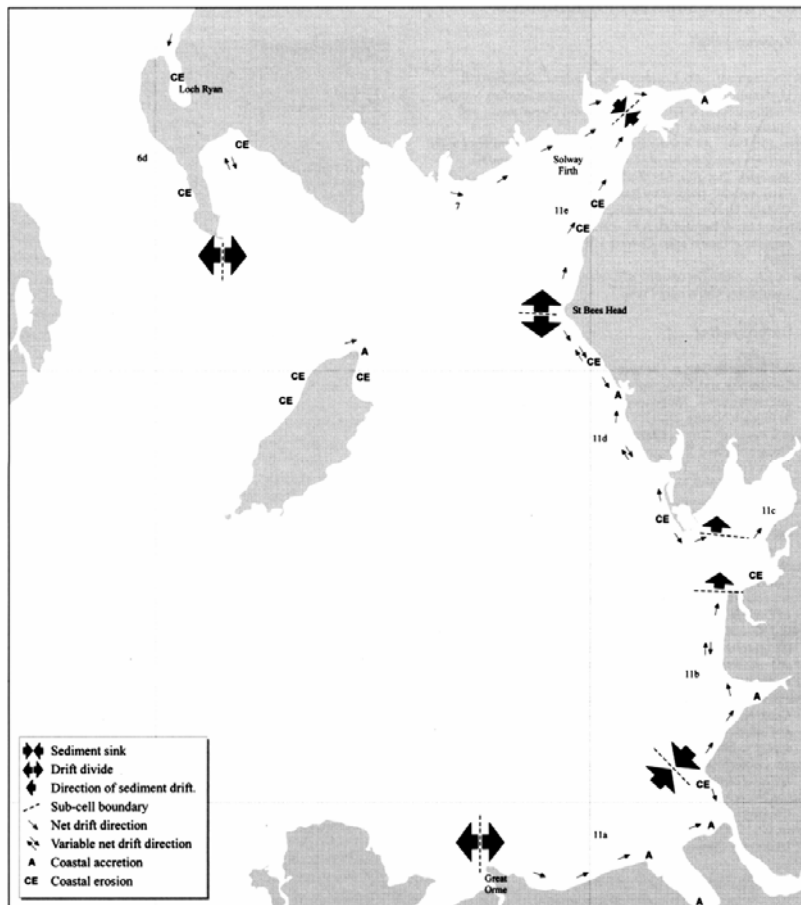 CE
Loch Ryan
A
6d
CE
Solway
Firth
CE
7
11e
CE
CE
St Bees Head
A
CE
CE
CE
CE
A
11d
11c
CE
CE
11b
A
CE
11a
A
A
Great
Orme
A
Sediment sink
Drift divide
Direction of sediment drift.
Sub-cell boundary
Net drift direction
Variable net drift direction
A Coastal accretion
CE Coastal erosion